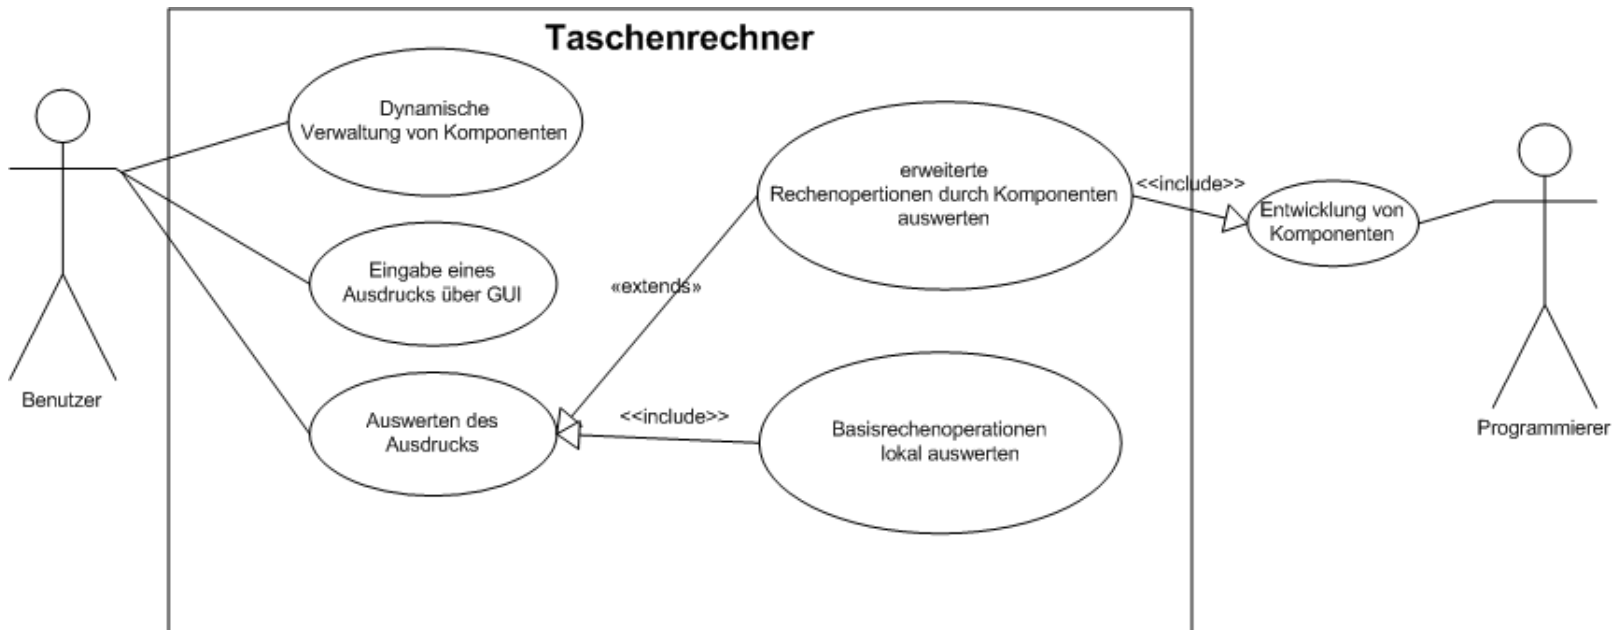 Taschenrechner
Dynamische
Verwaltung von Komponenten
erweiterte
Rechenopertionen durch Komponenten
auswerten
<<include>>
Entwicklung von
Komponenten
Eingabe eines
Ausdrucks über GUI
«extends»
Benutzer
Auswerten des
Ausdrucks
<<include>>
Basisrechenoperationen
lokal auswerten
Programmierer